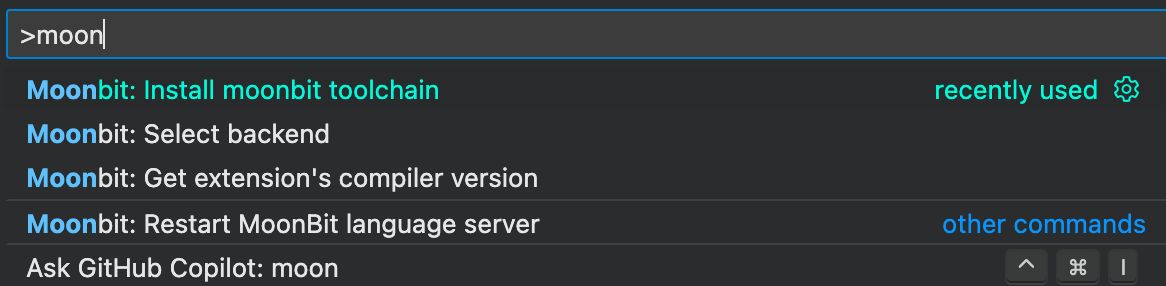 >moon
Moonbit: Install moonbit toolchain recently used
Moonbit: Select backend
Moonbit: Get extension's compiler version
Moonbit: Restart MoonBit language server other commands
Ask GitHub Copilot: moon ^ ⌘ I